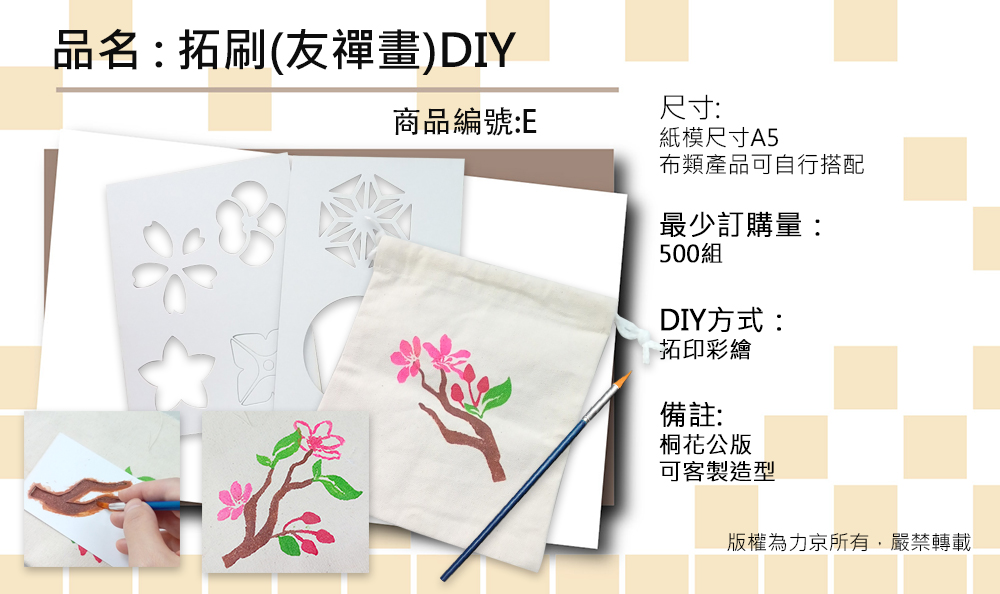 品名 : 拓刷(友禪畫)DIY
商品編號:E
尺寸:
紙模尺寸A5
布類產品可自行搭配
最少訂購量：
500組
DIY方式：
拓印彩繪
備註:
桐花公版
可客製造型
版權為力京所有，嚴禁轉載